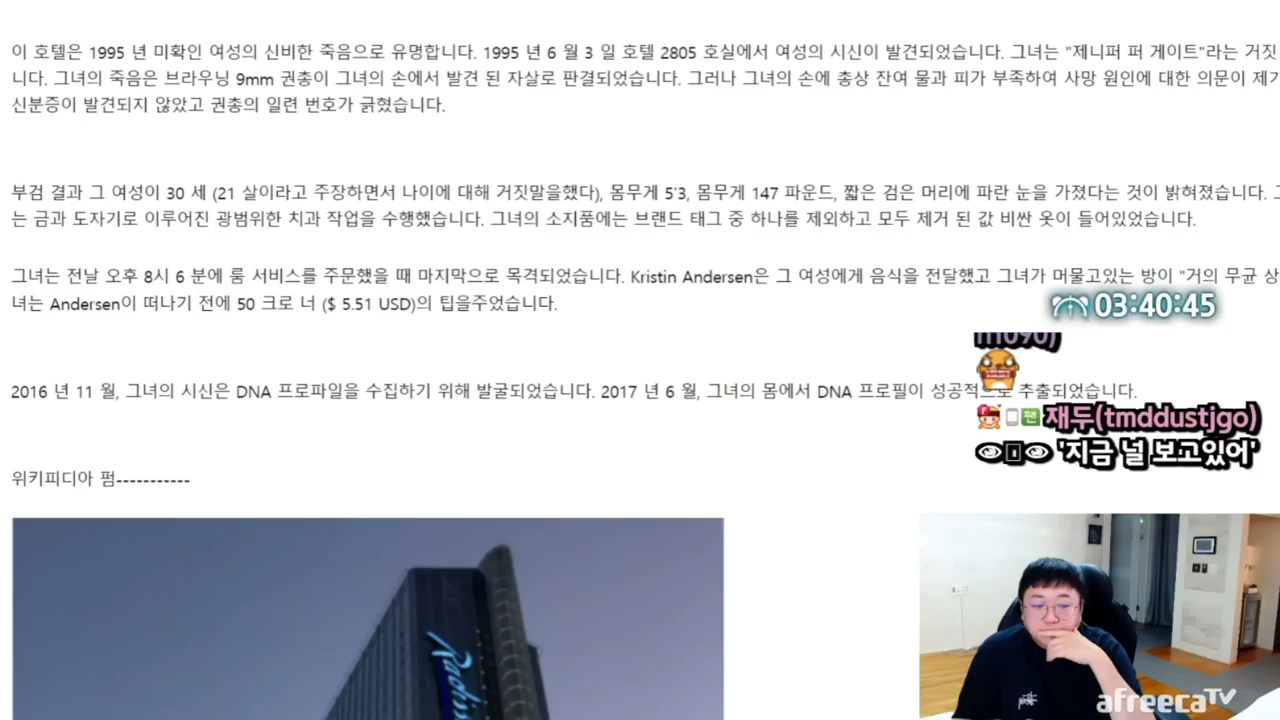 이 호텔은 1995 년 미확인 여성의 신비한 죽음으로 유명합니다. 1995 년 6 월 3 일 호텔 2805 호실에서 여성의 시신이 발견되었습니다. 그녀는 "제니퍼 퍼 게이트"라는 거짓
니다. 그녀의 죽음은 브라우닝 9mm 권총이 그녀의 손에서 발견 된 자살로 판결되었습니다. 그러나 그녀의 손에 총상 잔여 물과 피가 부족하여 사망 원인에 대한 의문이 제기
신분증이 발견되지 않았고 권총의 일련 번호가 긁혔습니다.
부검 결과 그 여성이 30 세 (21 살이라고 주장하면서 나이에 대해 거짓말을했다), 몸무게 5'3, 몸무게 147 파운드, 짧은 검은 머리에 파란 눈을 가졌다는 것이 밝혀졌습니다.
는 금과 도자기로 이루어진 광범위한 치과 작업을 수행했습니다. 그녀의 소지품에는 브랜드 태그 중 하나를 제외하고 모두 제거 된 값 비싼 옷이 들어있었습니다.
그녀는 전날 오후 8시 6 분에 룸 서비스를 주문했을 때 마지막으로 목격되었습니다. Kristin Andersen은 그 여성에게 음식을 전달했고 그녀가 머물고있는 방이 "거의 무균 상
녀는 Andersen이 떠나기 전에 50 크로 너 ($ 5.51 USD)의 팁을주었습니다.
03:40:45
2016 년 11 월, 그녀의 시신은 DNA 프로파일을 수집하기 위해 발굴되었습니다. 2017 년 6 월, 그녀의 몸에서 DNA 프로필이 성공적으로 추출되었습니다.
재두(tmddustjgo)
'지금 널 보고있어'
위키피디아 펌-----------
afreecaTV